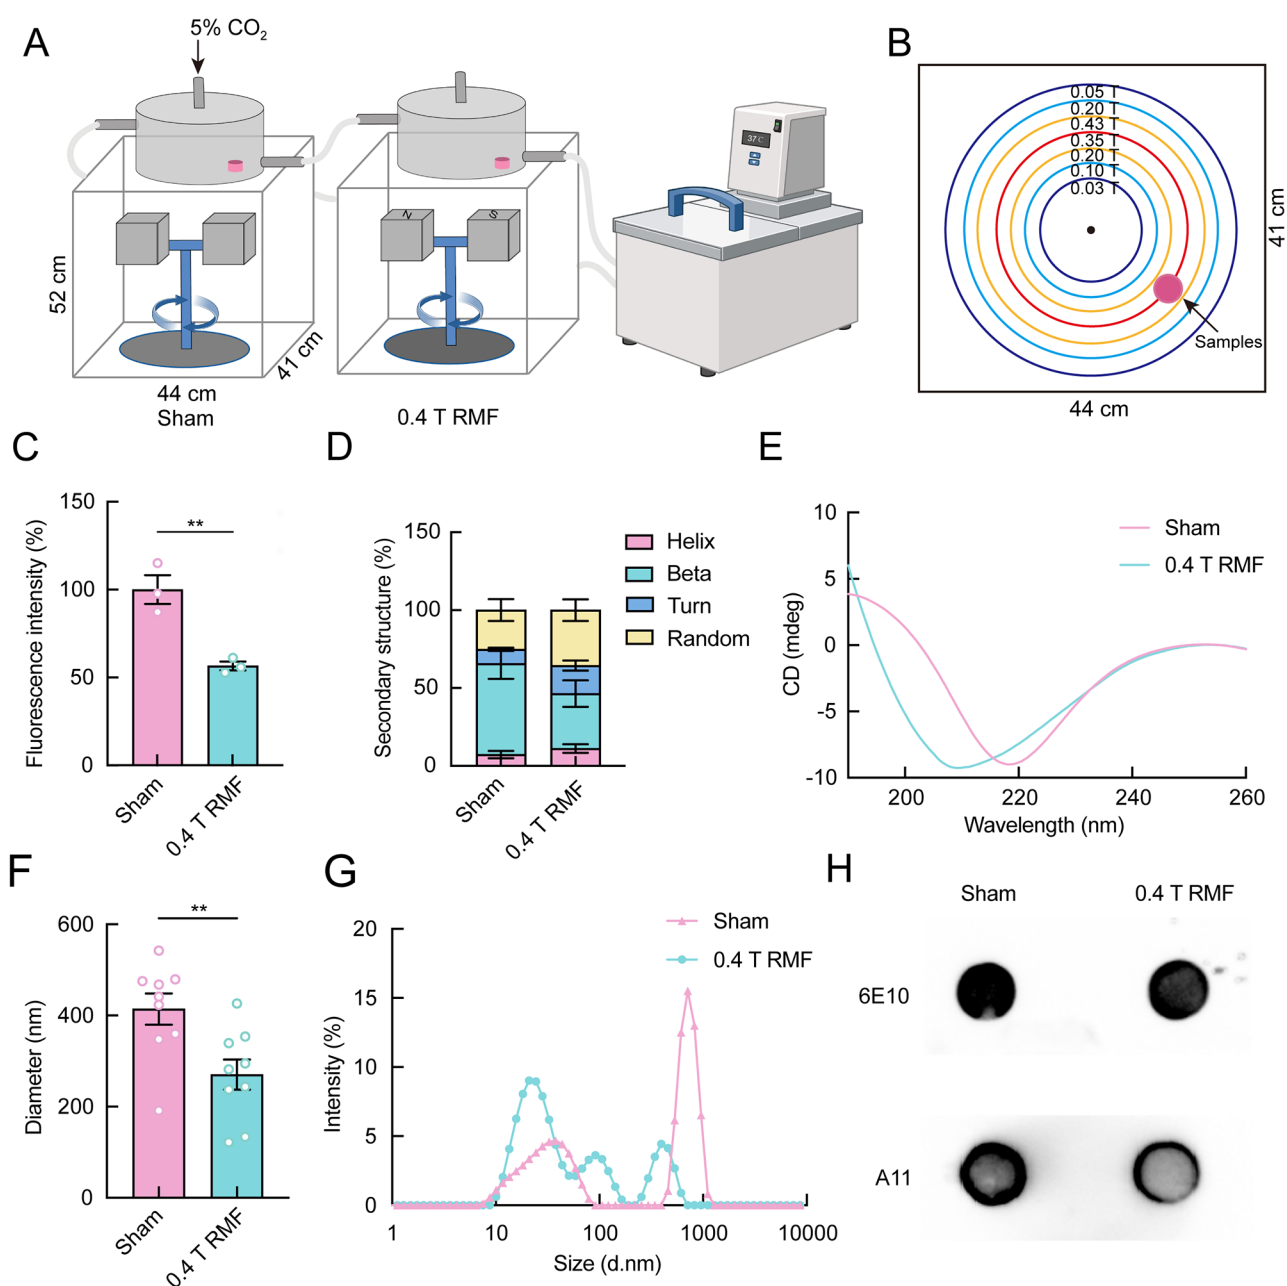 A
5% CO2
N
S
37℃
52 cm
41 cm
44 cm
Sham
0.4 T RMF
B
0.05 T
0.20 T
0.43 T
0.35 T
0.20 T
0.10 T
0.03 T
Samples
41 cm
44 cm
C
Fluorescence intensity (%)
150
100
50
0
**
Sham
0.4 T RMF
D
Secondary structure (%)
150
100
50
0
Sham
0.4 T RMF
Helix
Beta
Turn
Random
E
CD (mdeg)
10
5
0
-5
-10
200
220
240
260
Wavelength (nm)
Sham
0.4 T RMF
F
Diameter (nm)
600
400
200
0
**
Sham
0.4 T RMF
G
Intensity (%)
20
15
10
5
0
1
10
100
1000
10000
Size (d.nm)
Sham
0.4 T RMF
H
Sham
0.4 T RMF
6E10
A11